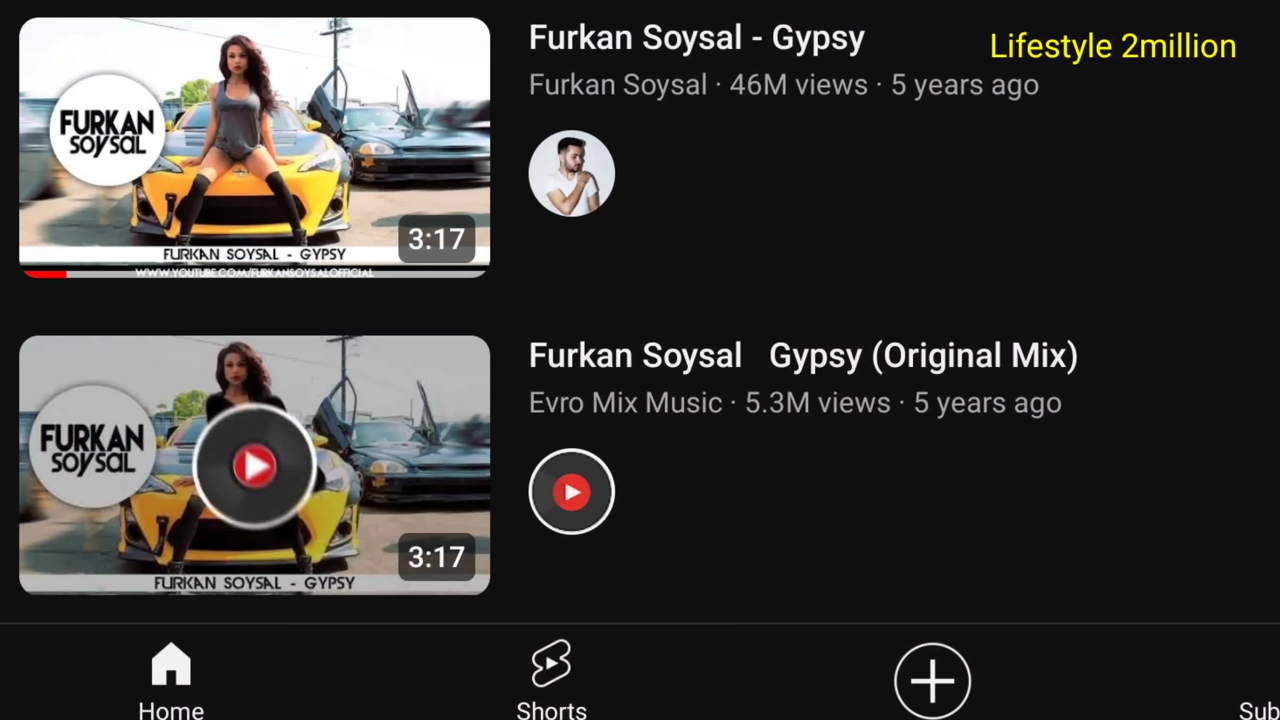 Furkan Soysal - Gypsy
Lifestyle 2million
Furkan Soysal · 46M views · 5 years ago
FURKAN
SOYSAL
3:17
FURKAN SOYSAL - GYPSY
WWW.YOUTUBE.COM/FURKANSOYSALOFFICIAL
Furkan Soysal Gypsy (Original Mix)
Evro Mix Music · 5.3M views · 5 years ago
FURKAN
SOYSAL
3:17
FURKAN SOYSAL - GYPSY
Home
Shorts
Sub